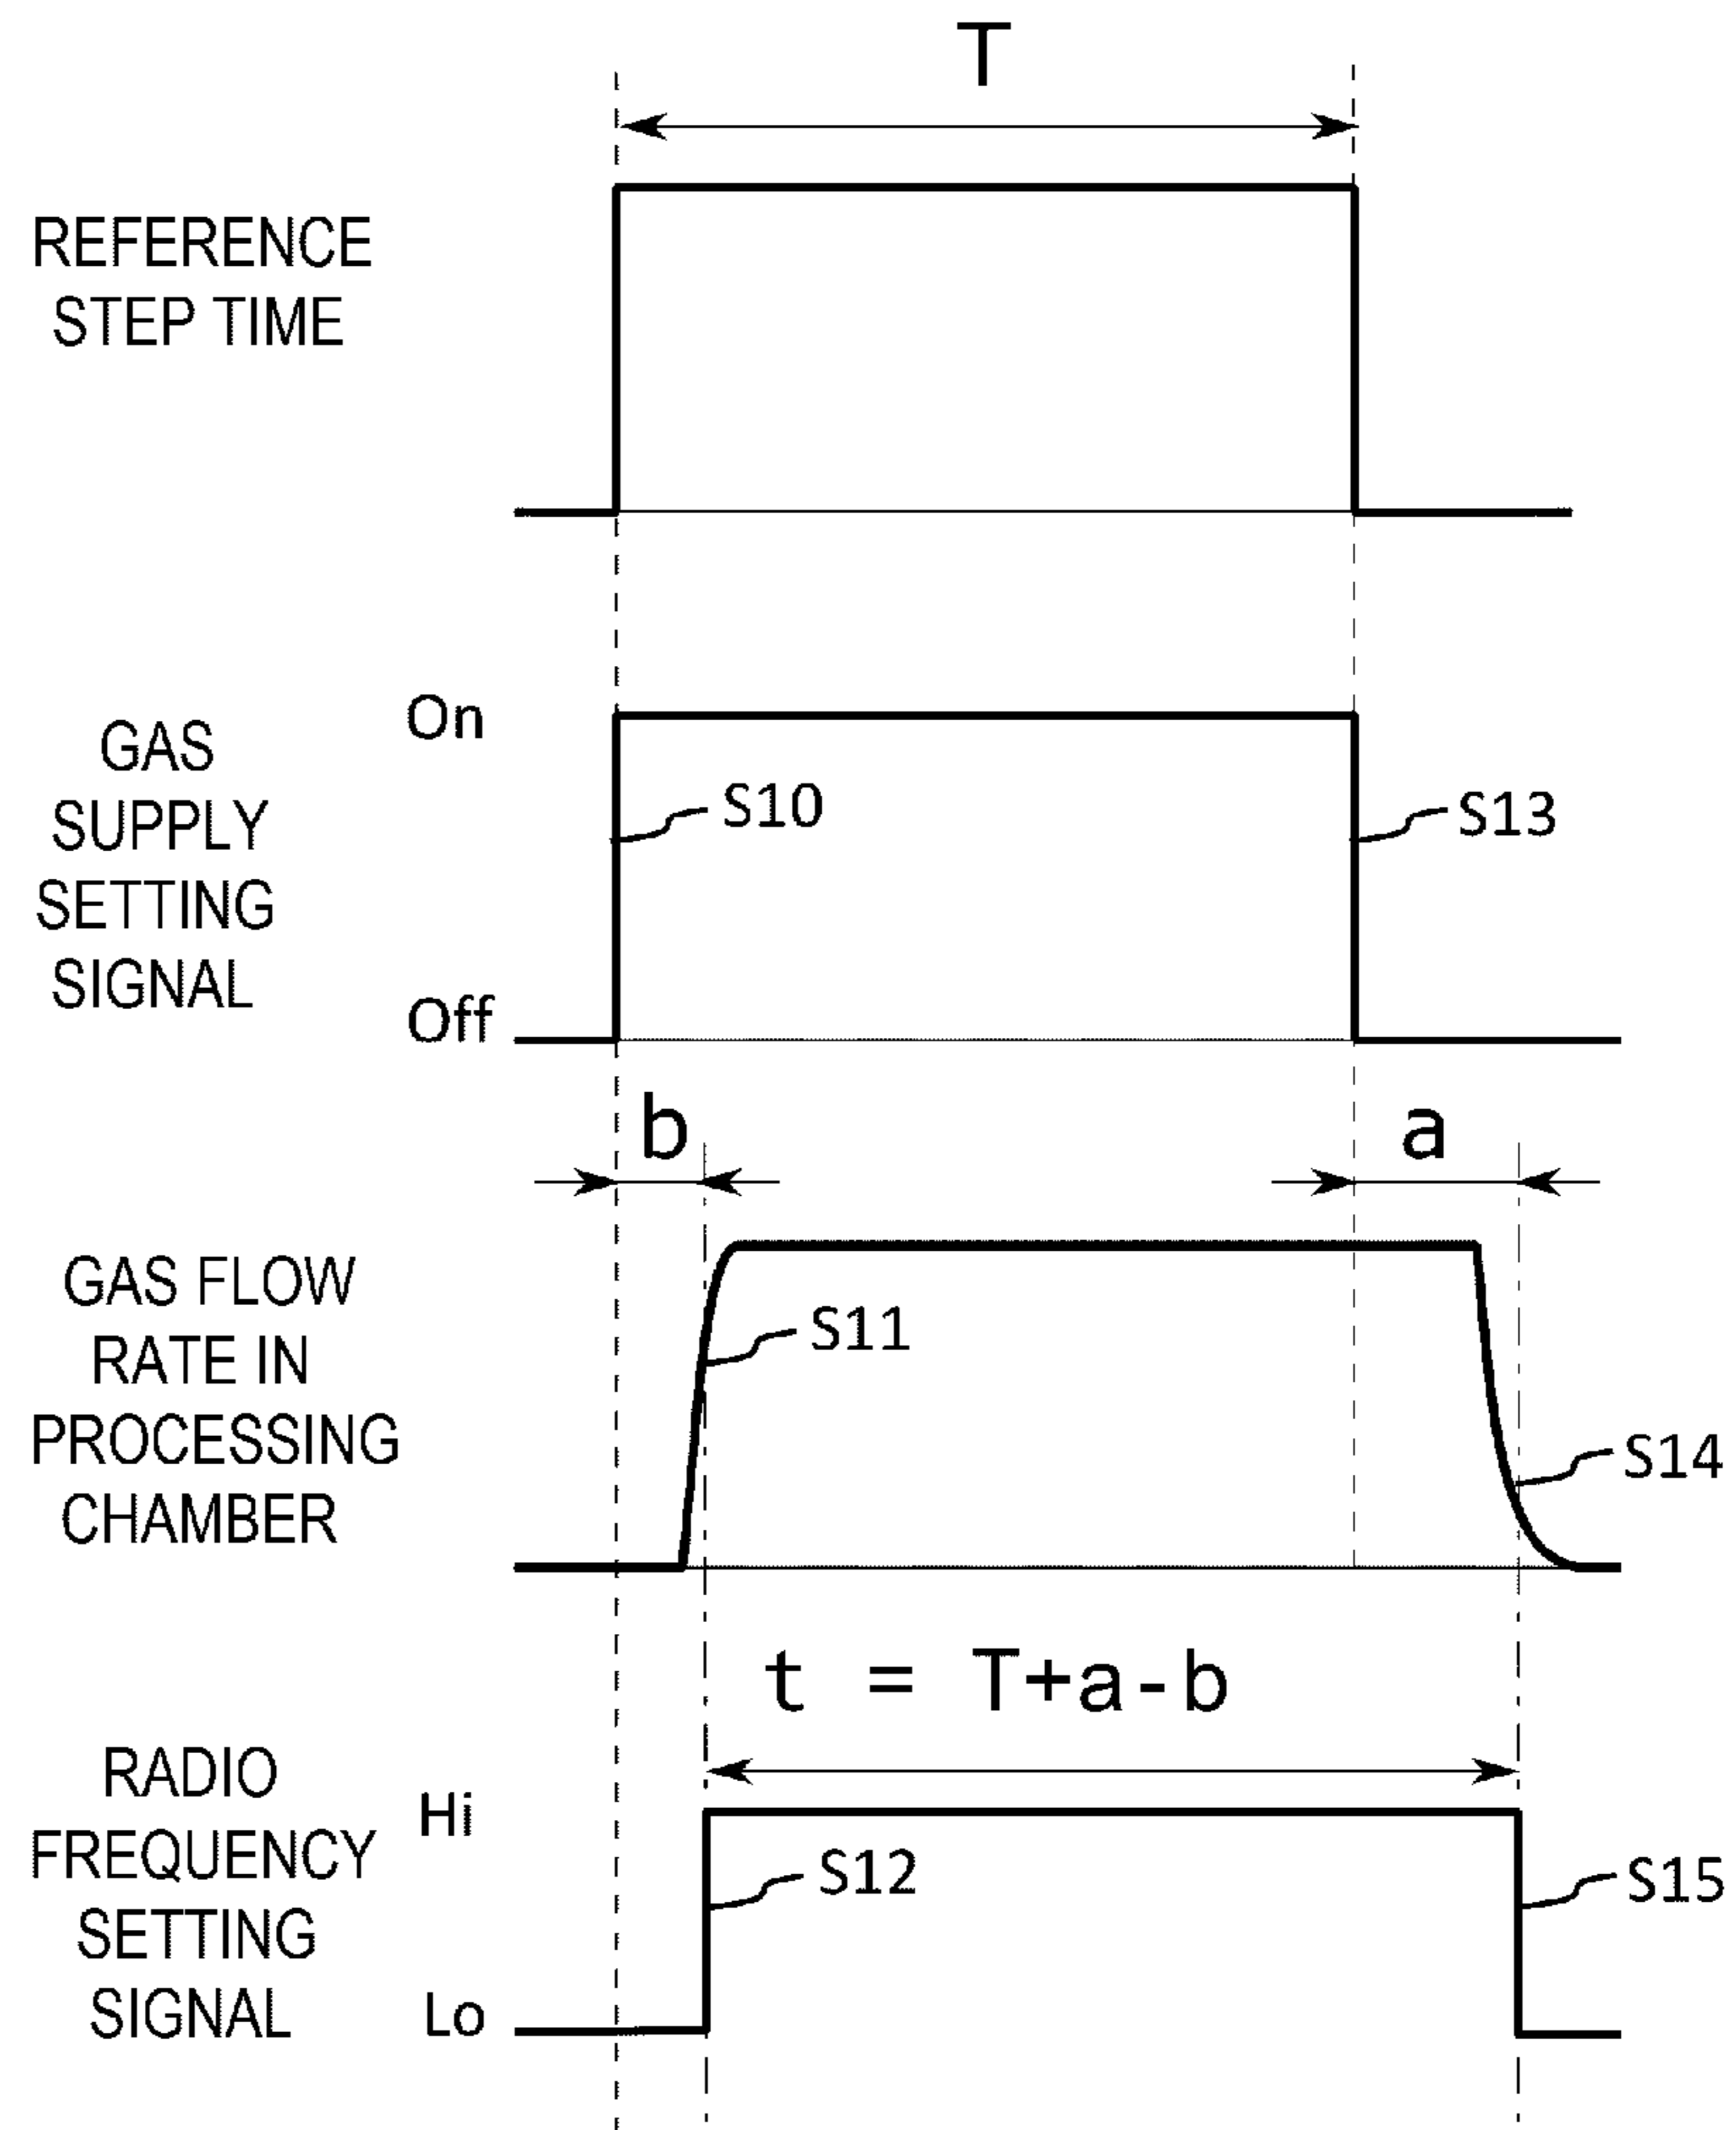 T
REFERENCE
STEP TIME
On
GAS
SUPPLY
SETTING
SIGNAL
S10
S13
Off
b
a
GAS FLOW
RATE IN
PROCESSING
CHAMBER
S11
S14
t = T+a-b
RADIO
FREQUENCY
SETTING
SIGNAL
Hi
S12
S15
Lo